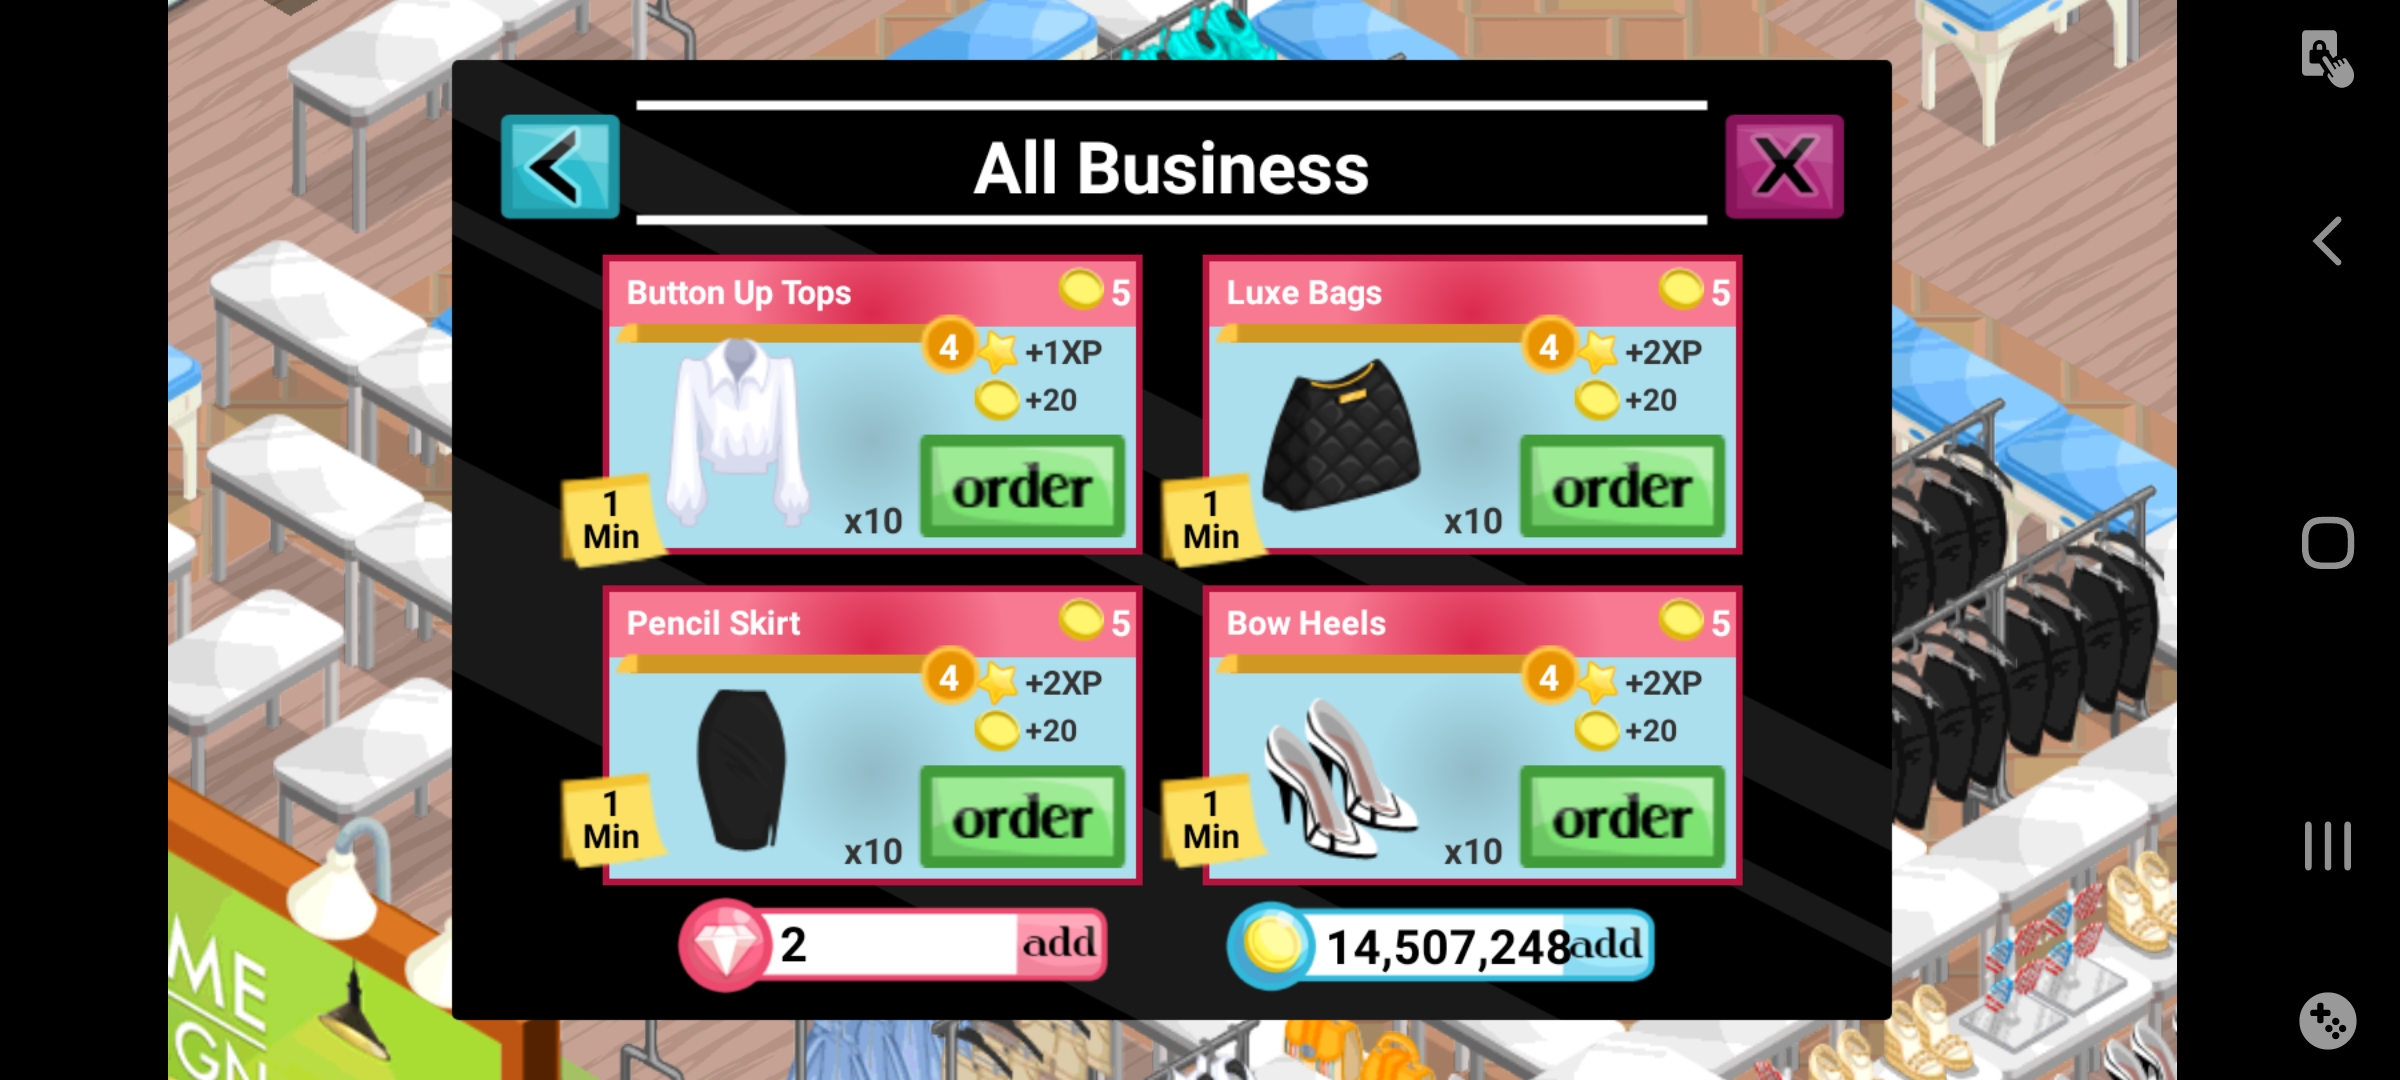 All Business
Button Up Tops 5
4 +1XP
+20
1 Min
x10
order
Luxe Bags 5
4 +2XP
+20
1 Min
x10
order
Pencil Skirt 5
4 +2XP
+20
1 Min
x10
order
Bow Heels 5
4 +2XP
+20
1 Min
x10
order
2 add
14,507,248 add
ME
GN